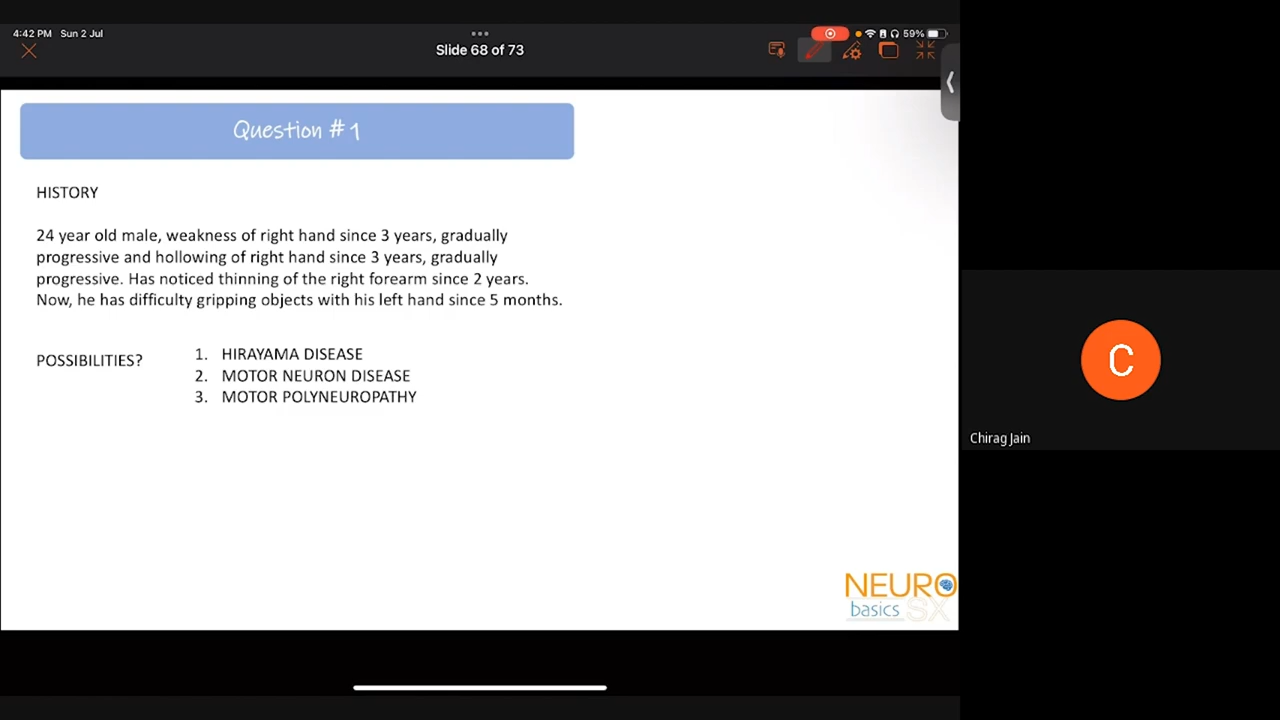 4:42 PM Sun 2 Jul
59%
Slide 68 of 73
Question # 1
HISTORY
24 year old male, weakness of right hand since 3 years, gradually
progressive and hollowing of right hand since 3 years, gradually
progressive. Has noticed thinning of the right forearm since 2 years.
Now, he has difficulty gripping objects with his left hand since 5 months.
POSSIBILITIES?
1. HIRAYAMA DISEASE
2. MOTOR NEURON DISEASE
3. MOTOR POLYNEUROPATHY
C
Chirag Jain
NEURO
basics SX